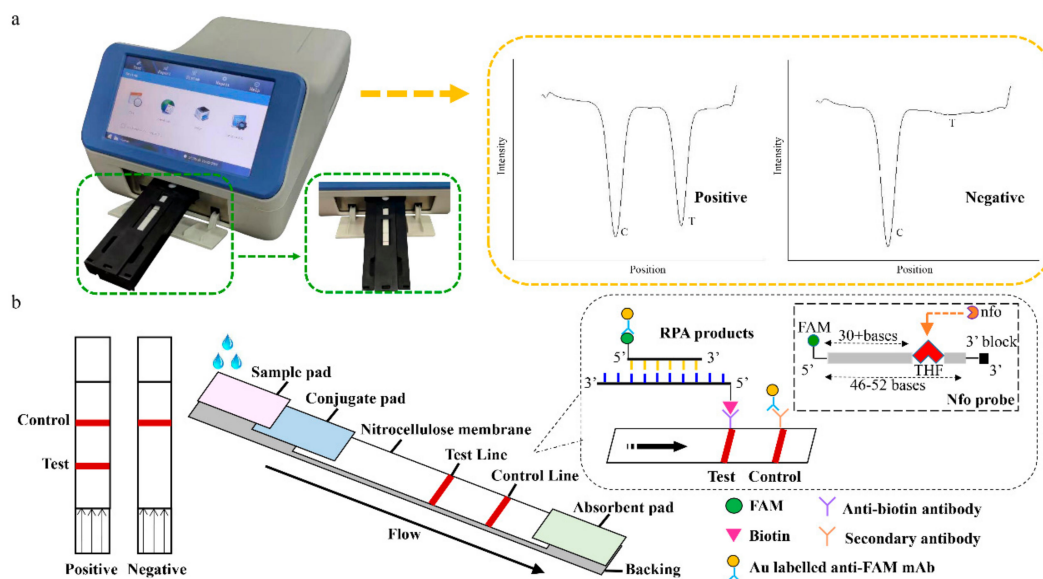 a
Intensity
C
T
Positive
Position
Intensity
T
C
Negative
Position
b
Control
Test
Positive
Negative
Sample pad
Conjugate pad
Nitrocellulose membrane
Test Line
Control Line
Absorbent pad
Flow
Backing
RPA products
5’
3’
3’
5’
Test
Control
nfo
FAM
30+bases
3’ block
5’
THF
3’
46-52 bases
Nfo probe
FAM
Anti-biotin antibody
Biotin
Secondary antibody
Au labelled anti-FAM mAb